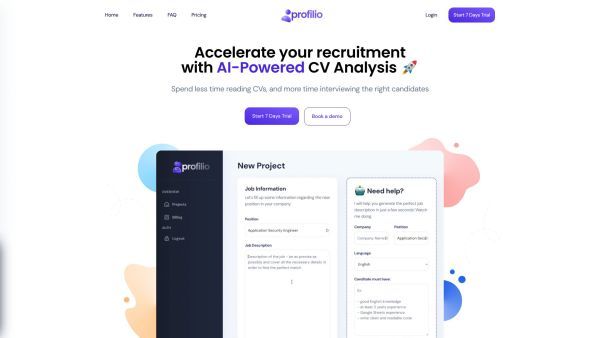 Home Features FAQ Pricing profilio Login Start 7 Days Trial
Accelerate your recruitment
with AI-Powered CV Analysis 🚀
Spend less time reading CVs, and more time interviewing the right candidates
Start 7 Days Trial Book a demo
profilio
OVERVIEW
Projects
Billing
AUTH
Logout
New Project
Job Information
Let's fill up some information regarding the new
position in your company
Position
Application Security Engineer
Job Description
Description of the job - be as precise as
possible and cover all the necessary details in
order to find the perfect match
Need help?
I will help you generate the perfect job
description in just a few seconds! Watch
me doing
Company Position
Company Name Application Secu
Language
English
Candidate must have:
Ex:
- good English knowledge
- at least 3 years experience
- Google Sheets experience
- write clean and readable code